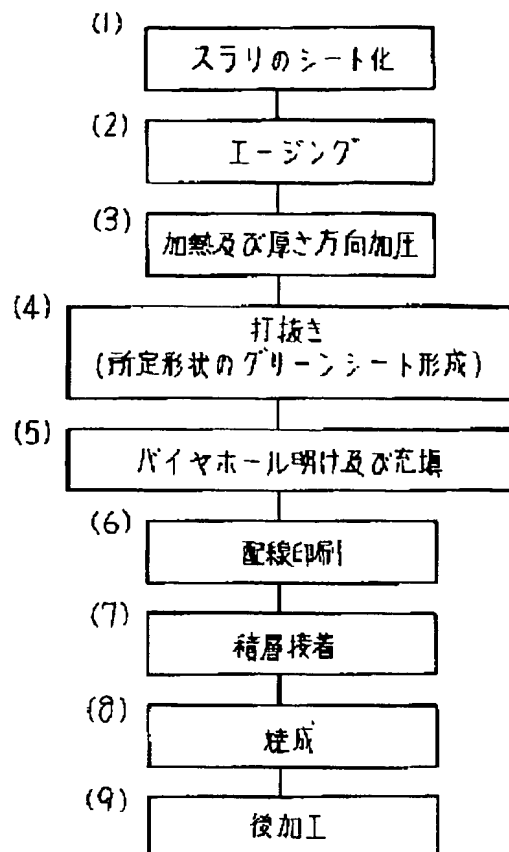 (1)
スラリのシート化
(2)
エージング
(3)
加熱及び厚さ方向加圧
(4)
打抜き
(所定形状のグリーンシート形成)
(5)
バイヤホール明け及び充填
(6)
配線印刷
(7)
積層接着
(8)
焼成
(9)
後加工